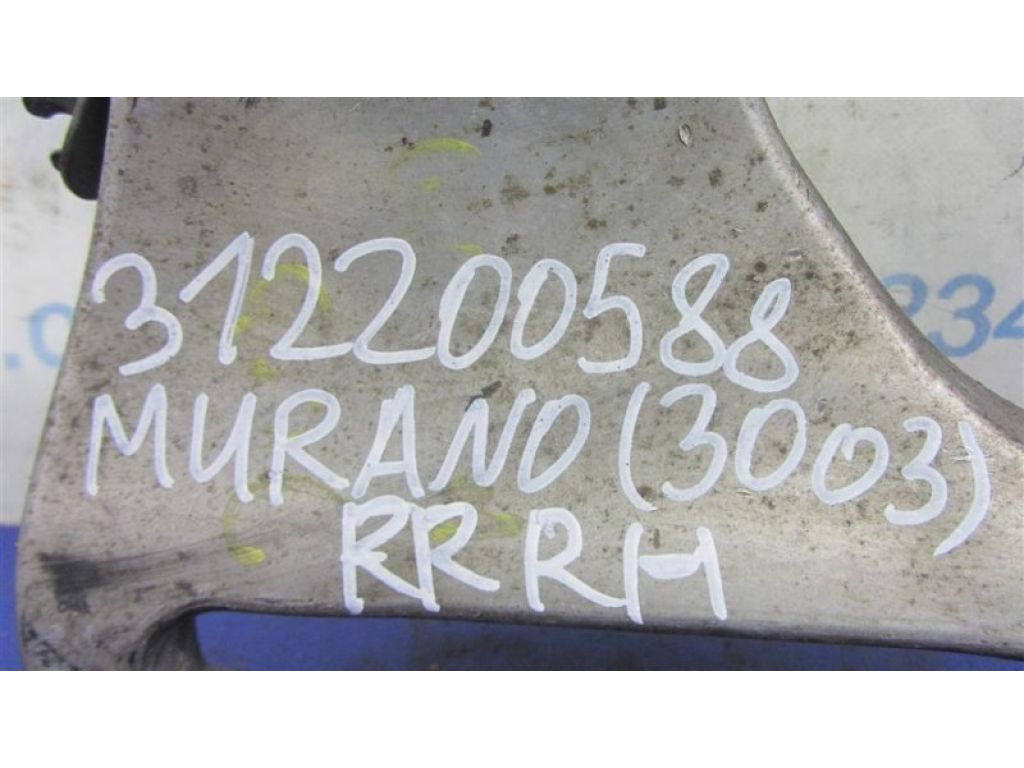 312200588
MURANO (3003)
RR RH